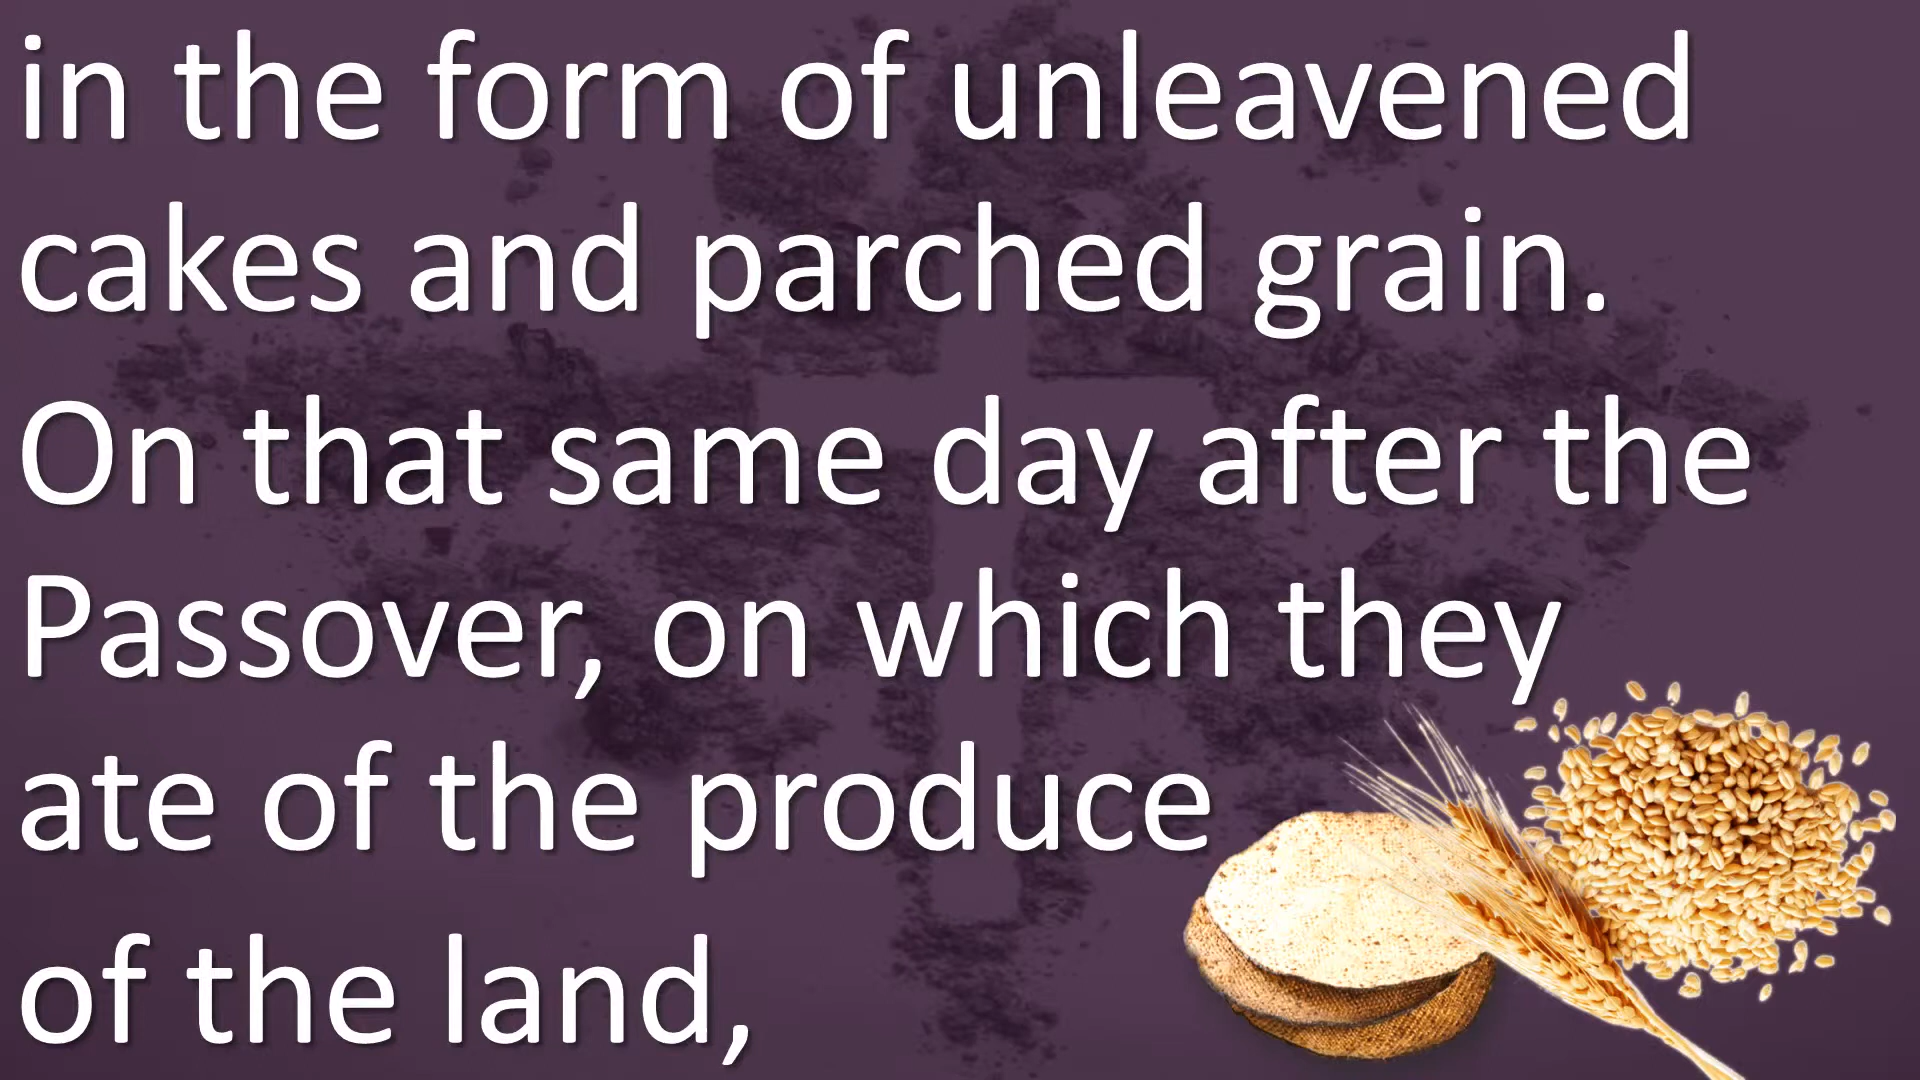 in the form of unleavened
cakes and parched grain.
On that same day after the
Passover, on which they
ate of the produce
of the land,